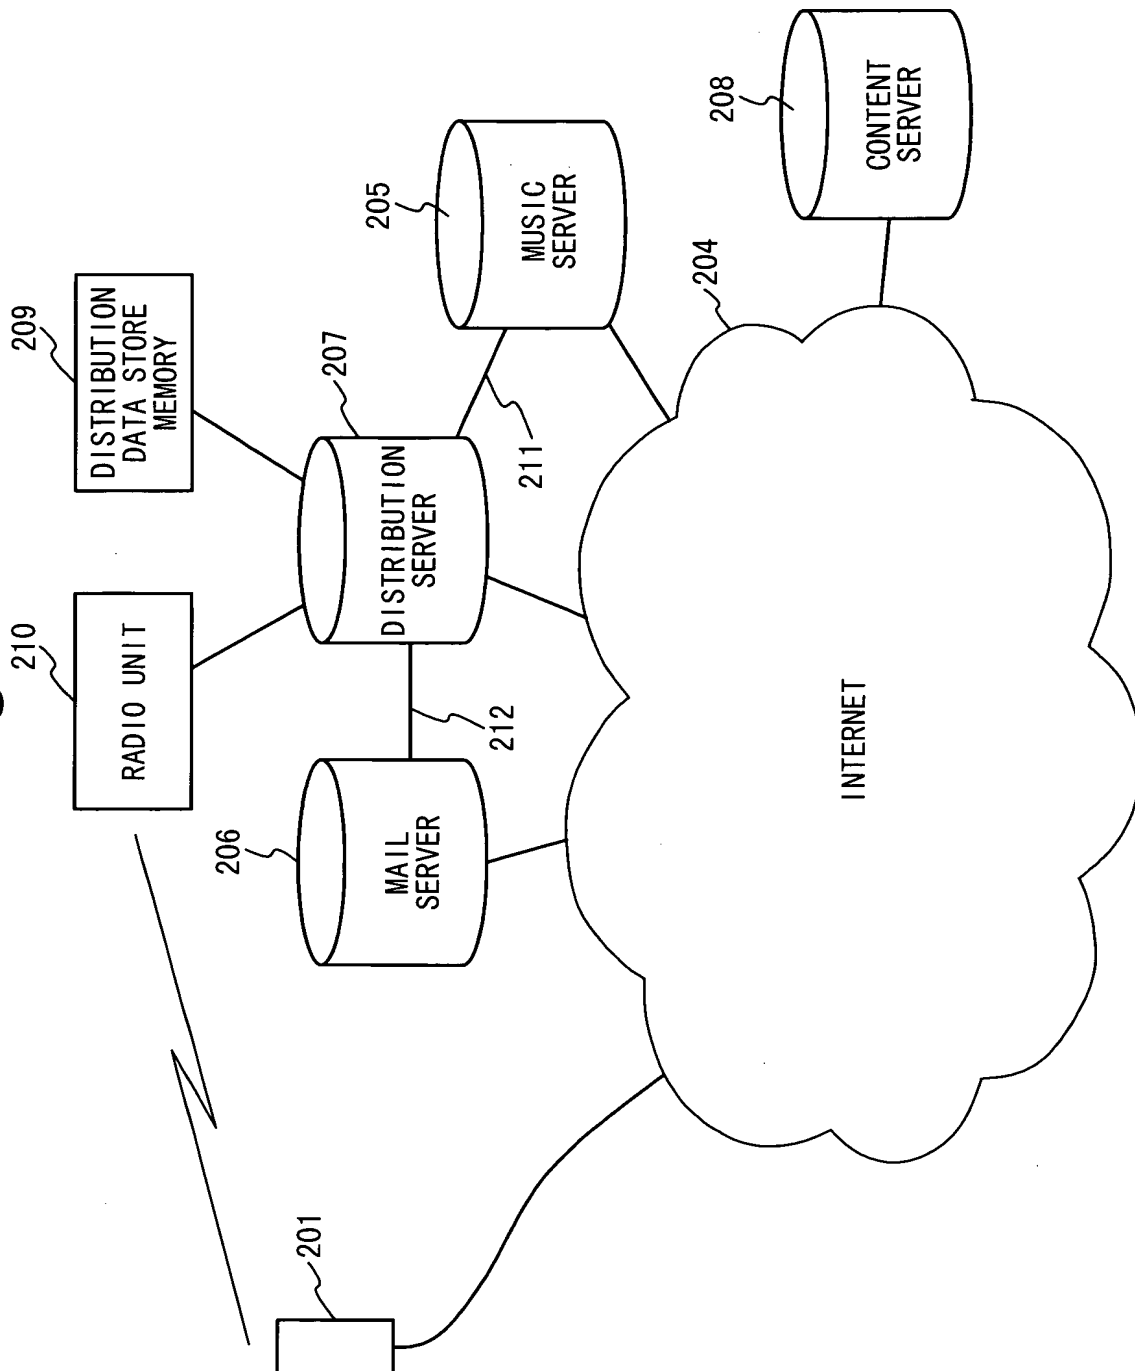 210
209
RADIO UNIT
DISTRIBUTION
DATA STORE
MEMORY
201
206
207
205
MAIL
SERVER
DISTRIBUTION
SERVER
212
211
MUSIC
SERVER
204
208
INTERNET
CONTENT
SERVER